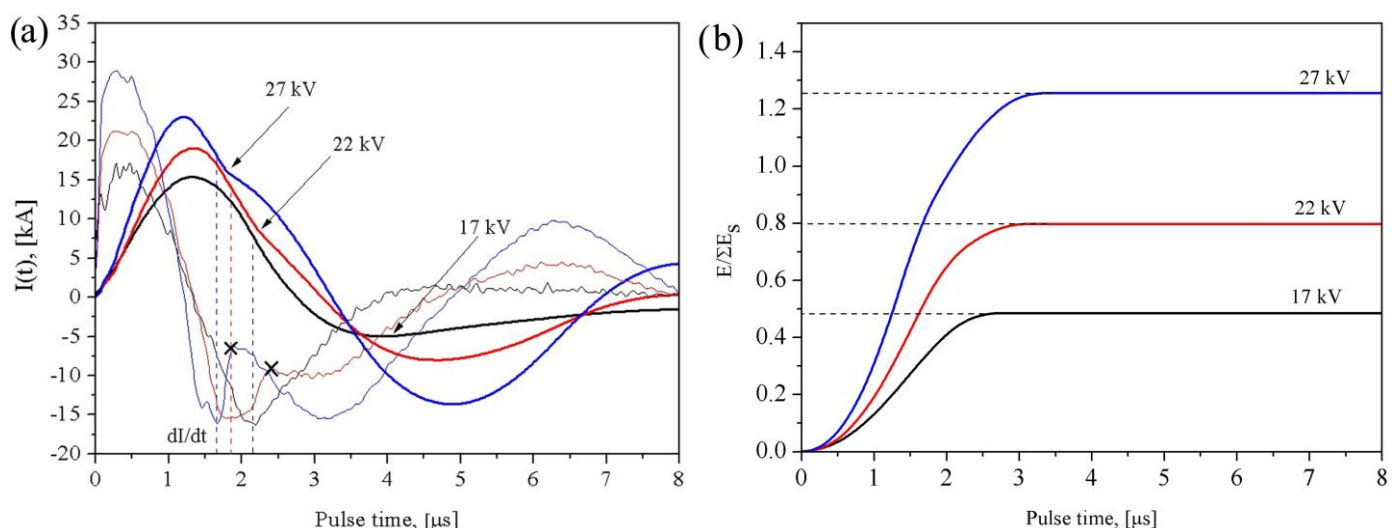 (a)
I(t), [kA]
35
30
25
20
15
10
5
0
-5
-10
-15
-20
27 kV
22 kV
17 kV
dI/dt
0 1 2 3 4 5 6 7 8
Pulse time, [μs]
(b)
E/ΣES
1.4
1.2
1.0
0.8
0.6
0.4
0.2
0.0
27 kV
22 kV
17 kV
0 1 2 3 4 5 6 7 8
Pulse time, [μs]